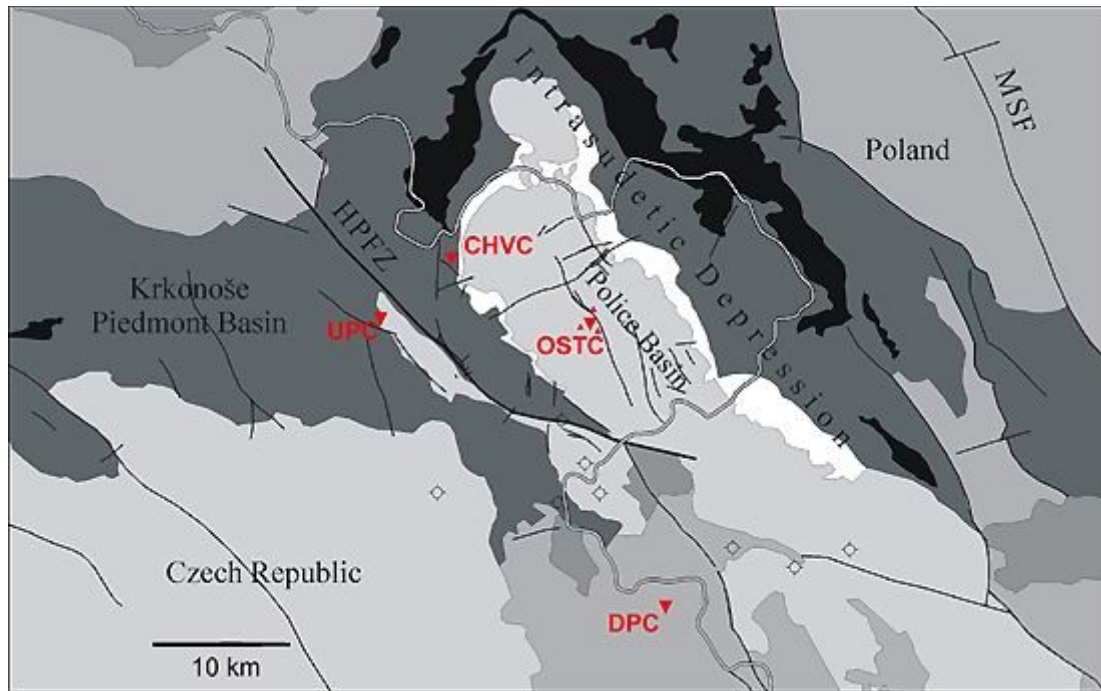 Intrasudetic Depression
MSF
Poland
HPFZ
CHVC
Krkonoše
Piedmont Basin
UPC
OSTC
Police Basin
Czech Republic
DPC
10 km